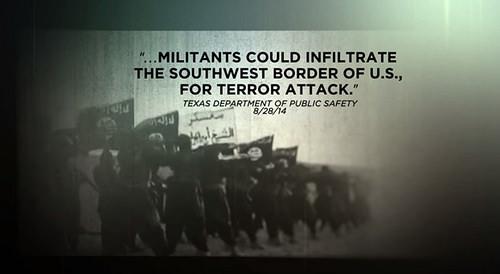 "...MILITANTS COULD INFILTRATE
THE SOUTHWEST BORDER OF U.S.,
FOR TERROR ATTACK."
TEXAS DEPARTMENT OF PUBLIC SAFETY
8/28/14